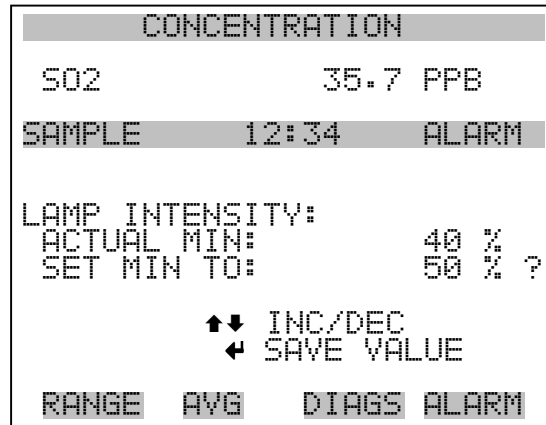 CONCENTRATION
SO2 35.7 PPB
SAMPLE 12:34 ALARM
LAMP INTENSITY:
ACTUAL MIN: 40 %
SET MIN TO: 50 % ?
INC/DEC
SAVE VALUE
RANGE AVG DIAGS ALARM